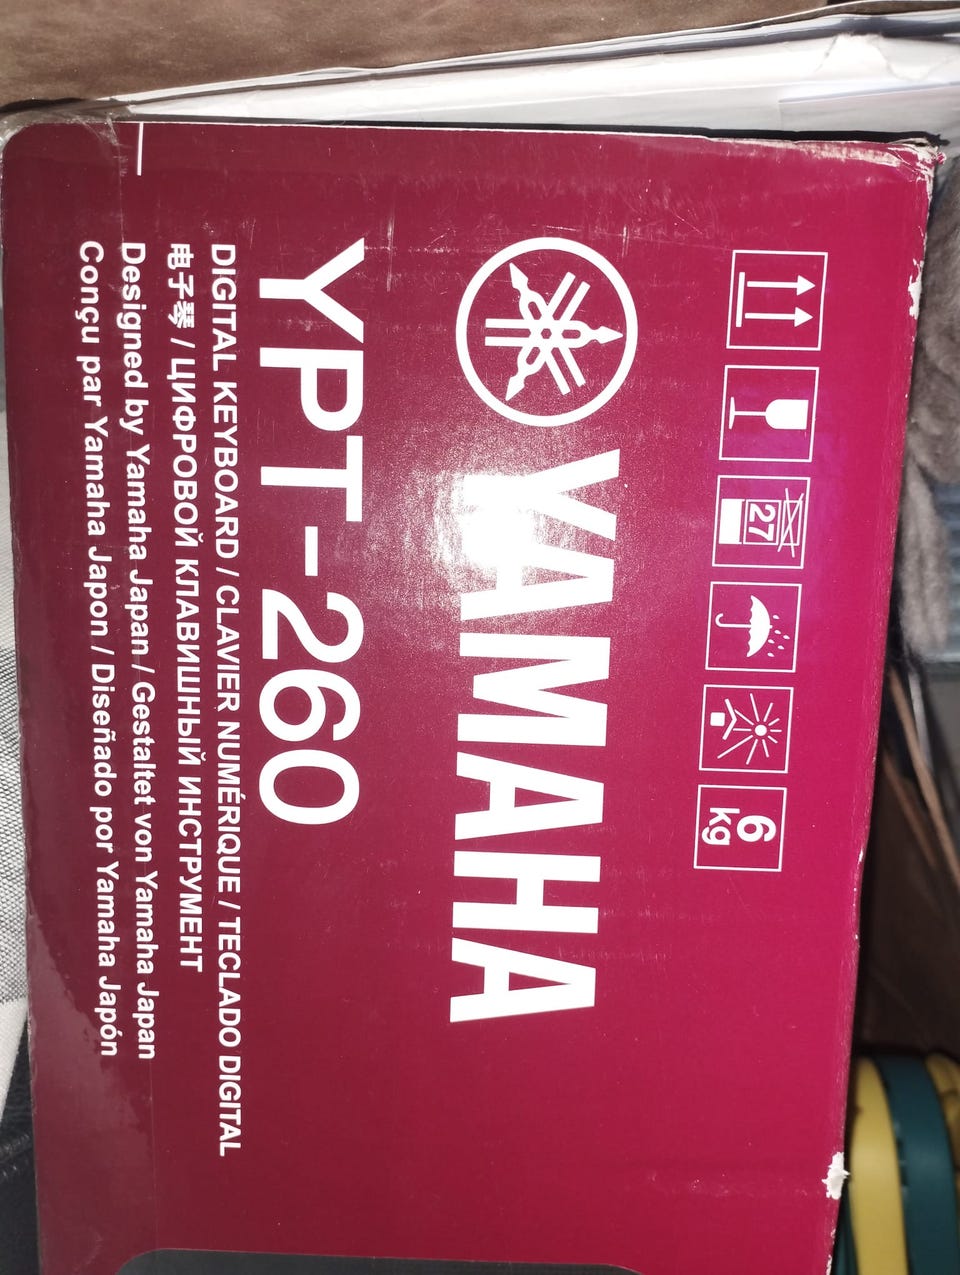 27
6
kg
YAMAHA
YPT-260
DIGITAL KEYBOARD / CLAVIER NUMÉRIQUE / TECLADO DIGITAL
电子琴 / ЦИФРОВОЙ КЛАВИШНЫЙ ИНСТРУМЕНТ
Designed by Yamaha Japan / Gestaltet von Yamaha Japan
Conçu par Yamaha Japon / Diseñado por Yamaha Japón